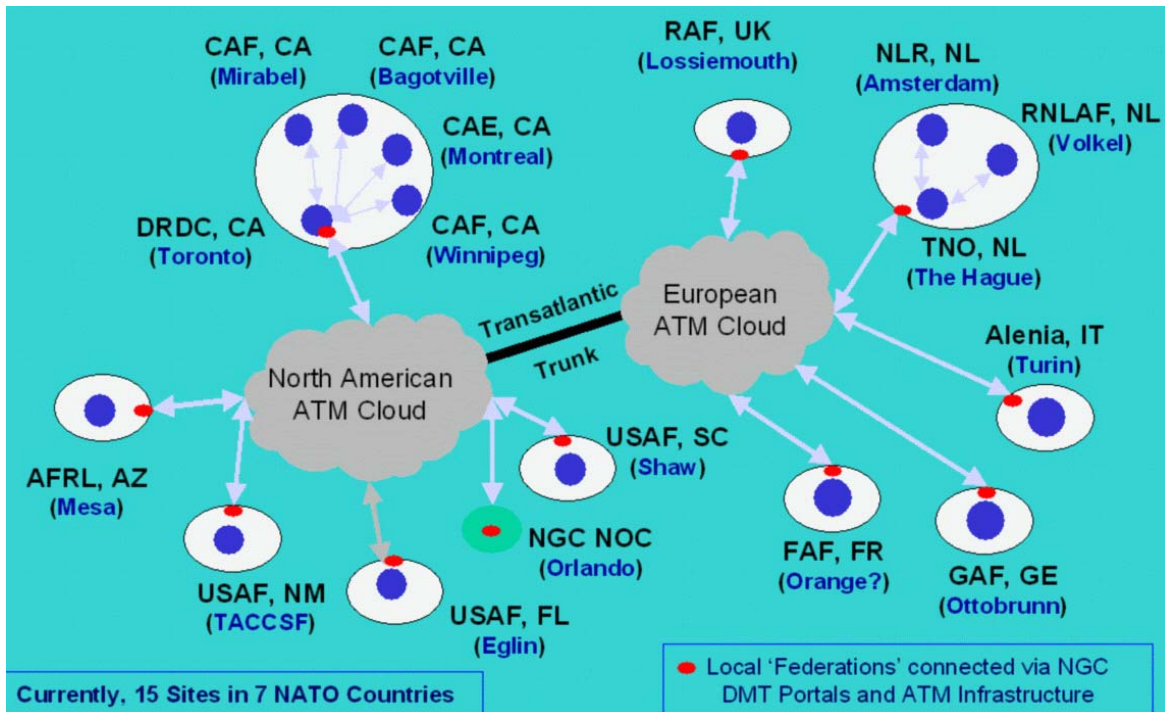 CAF, CA
(Mirabel)
CAF, CA
(Bagotville)
CAE, CA
(Montreal)
DRDC, CA
(Toronto)
CAF, CA
(Winnipeg)
RAF, UK
(Lossiemouth)
NLR, NL
(Amsterdam)
RNLAF, NL
(Volkel)
TNO, NL
(The Hague)
European
ATM Cloud
Transatlantic
Trunk
North American
ATM Cloud
Alenia, IT
(Turin)
AFRL, AZ
(Mesa)
USAF, SC
(Shaw)
USAF, NM
(TACCSF)
NGC NOC
(Orlando)
USAF, FL
(Eglin)
FAF, FR
(Orange?)
GAF, GE
(Ottobrunn)
Currently, 15 Sites in 7 NATO Countries
Local ‘Federations’ connected via NGC
DMT Portals and ATM Infrastructure